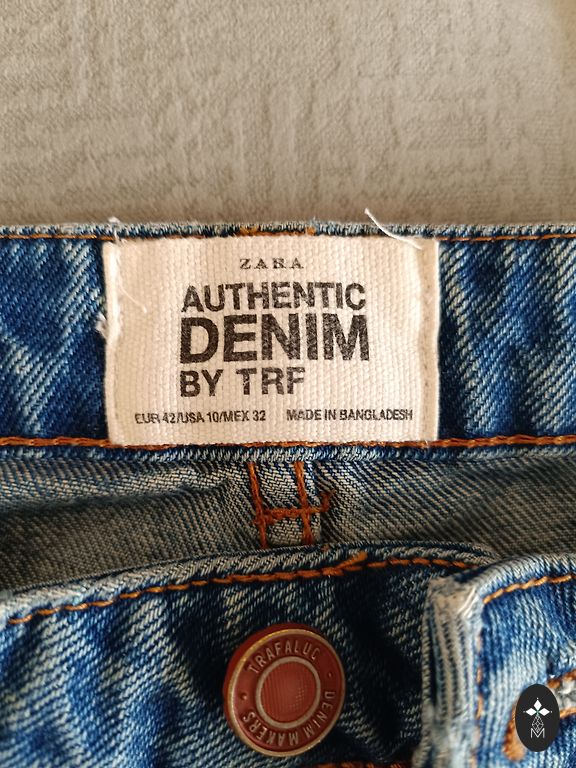 ZARA
AUTHENTIC
DENIM
BY TRF
EUR 42/USA 10/MEX 32 MADE IN BANGLADESH
TRAFALUC · DENIM MAKERS ·
M